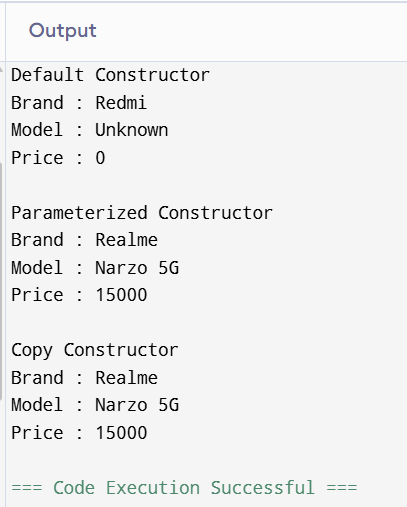 Output
Default Constructor
Brand : Redmi
Model : Unknown
Price : 0
Parameterized Constructor
Brand : Realme
Model : Narzo 5G
Price : 15000
Copy Constructor
Brand : Realme
Model : Narzo 5G
Price : 15000
=== Code Execution Successful ===